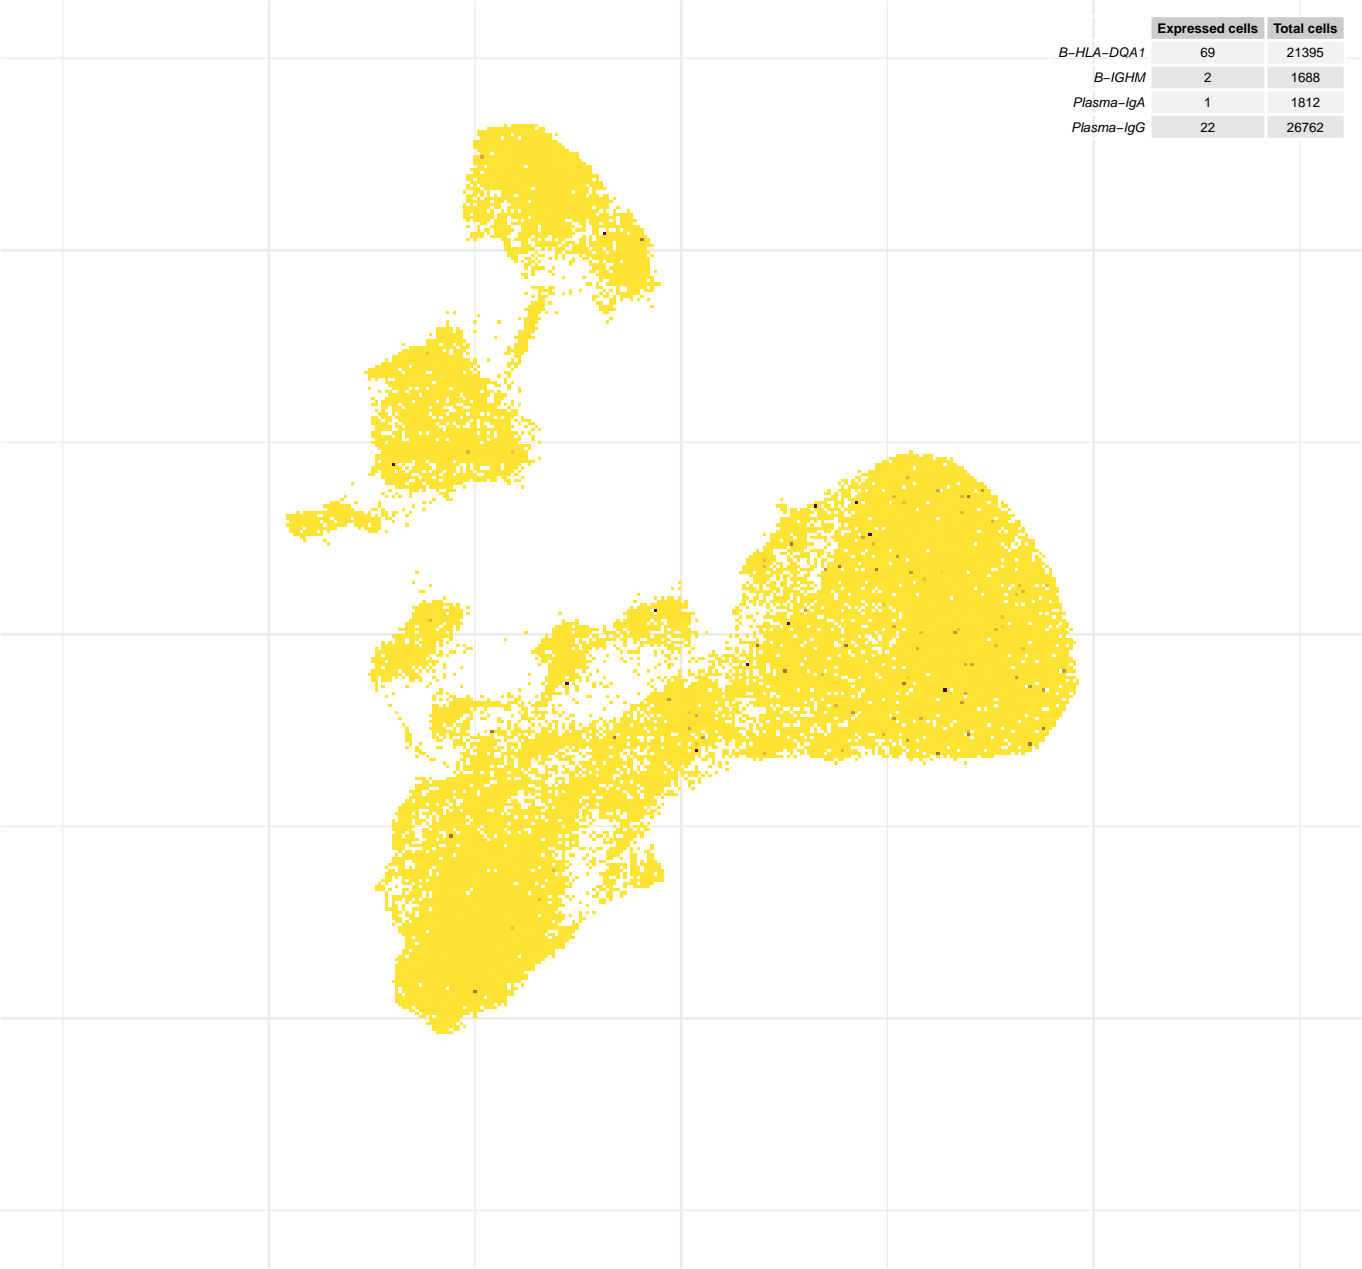 Expressed cells Total cells
B−HLA−DQA1 69 21395
B−IGHM 2 1688
Plasma−IgA 1 1812
Plasma−IgG 22 26762